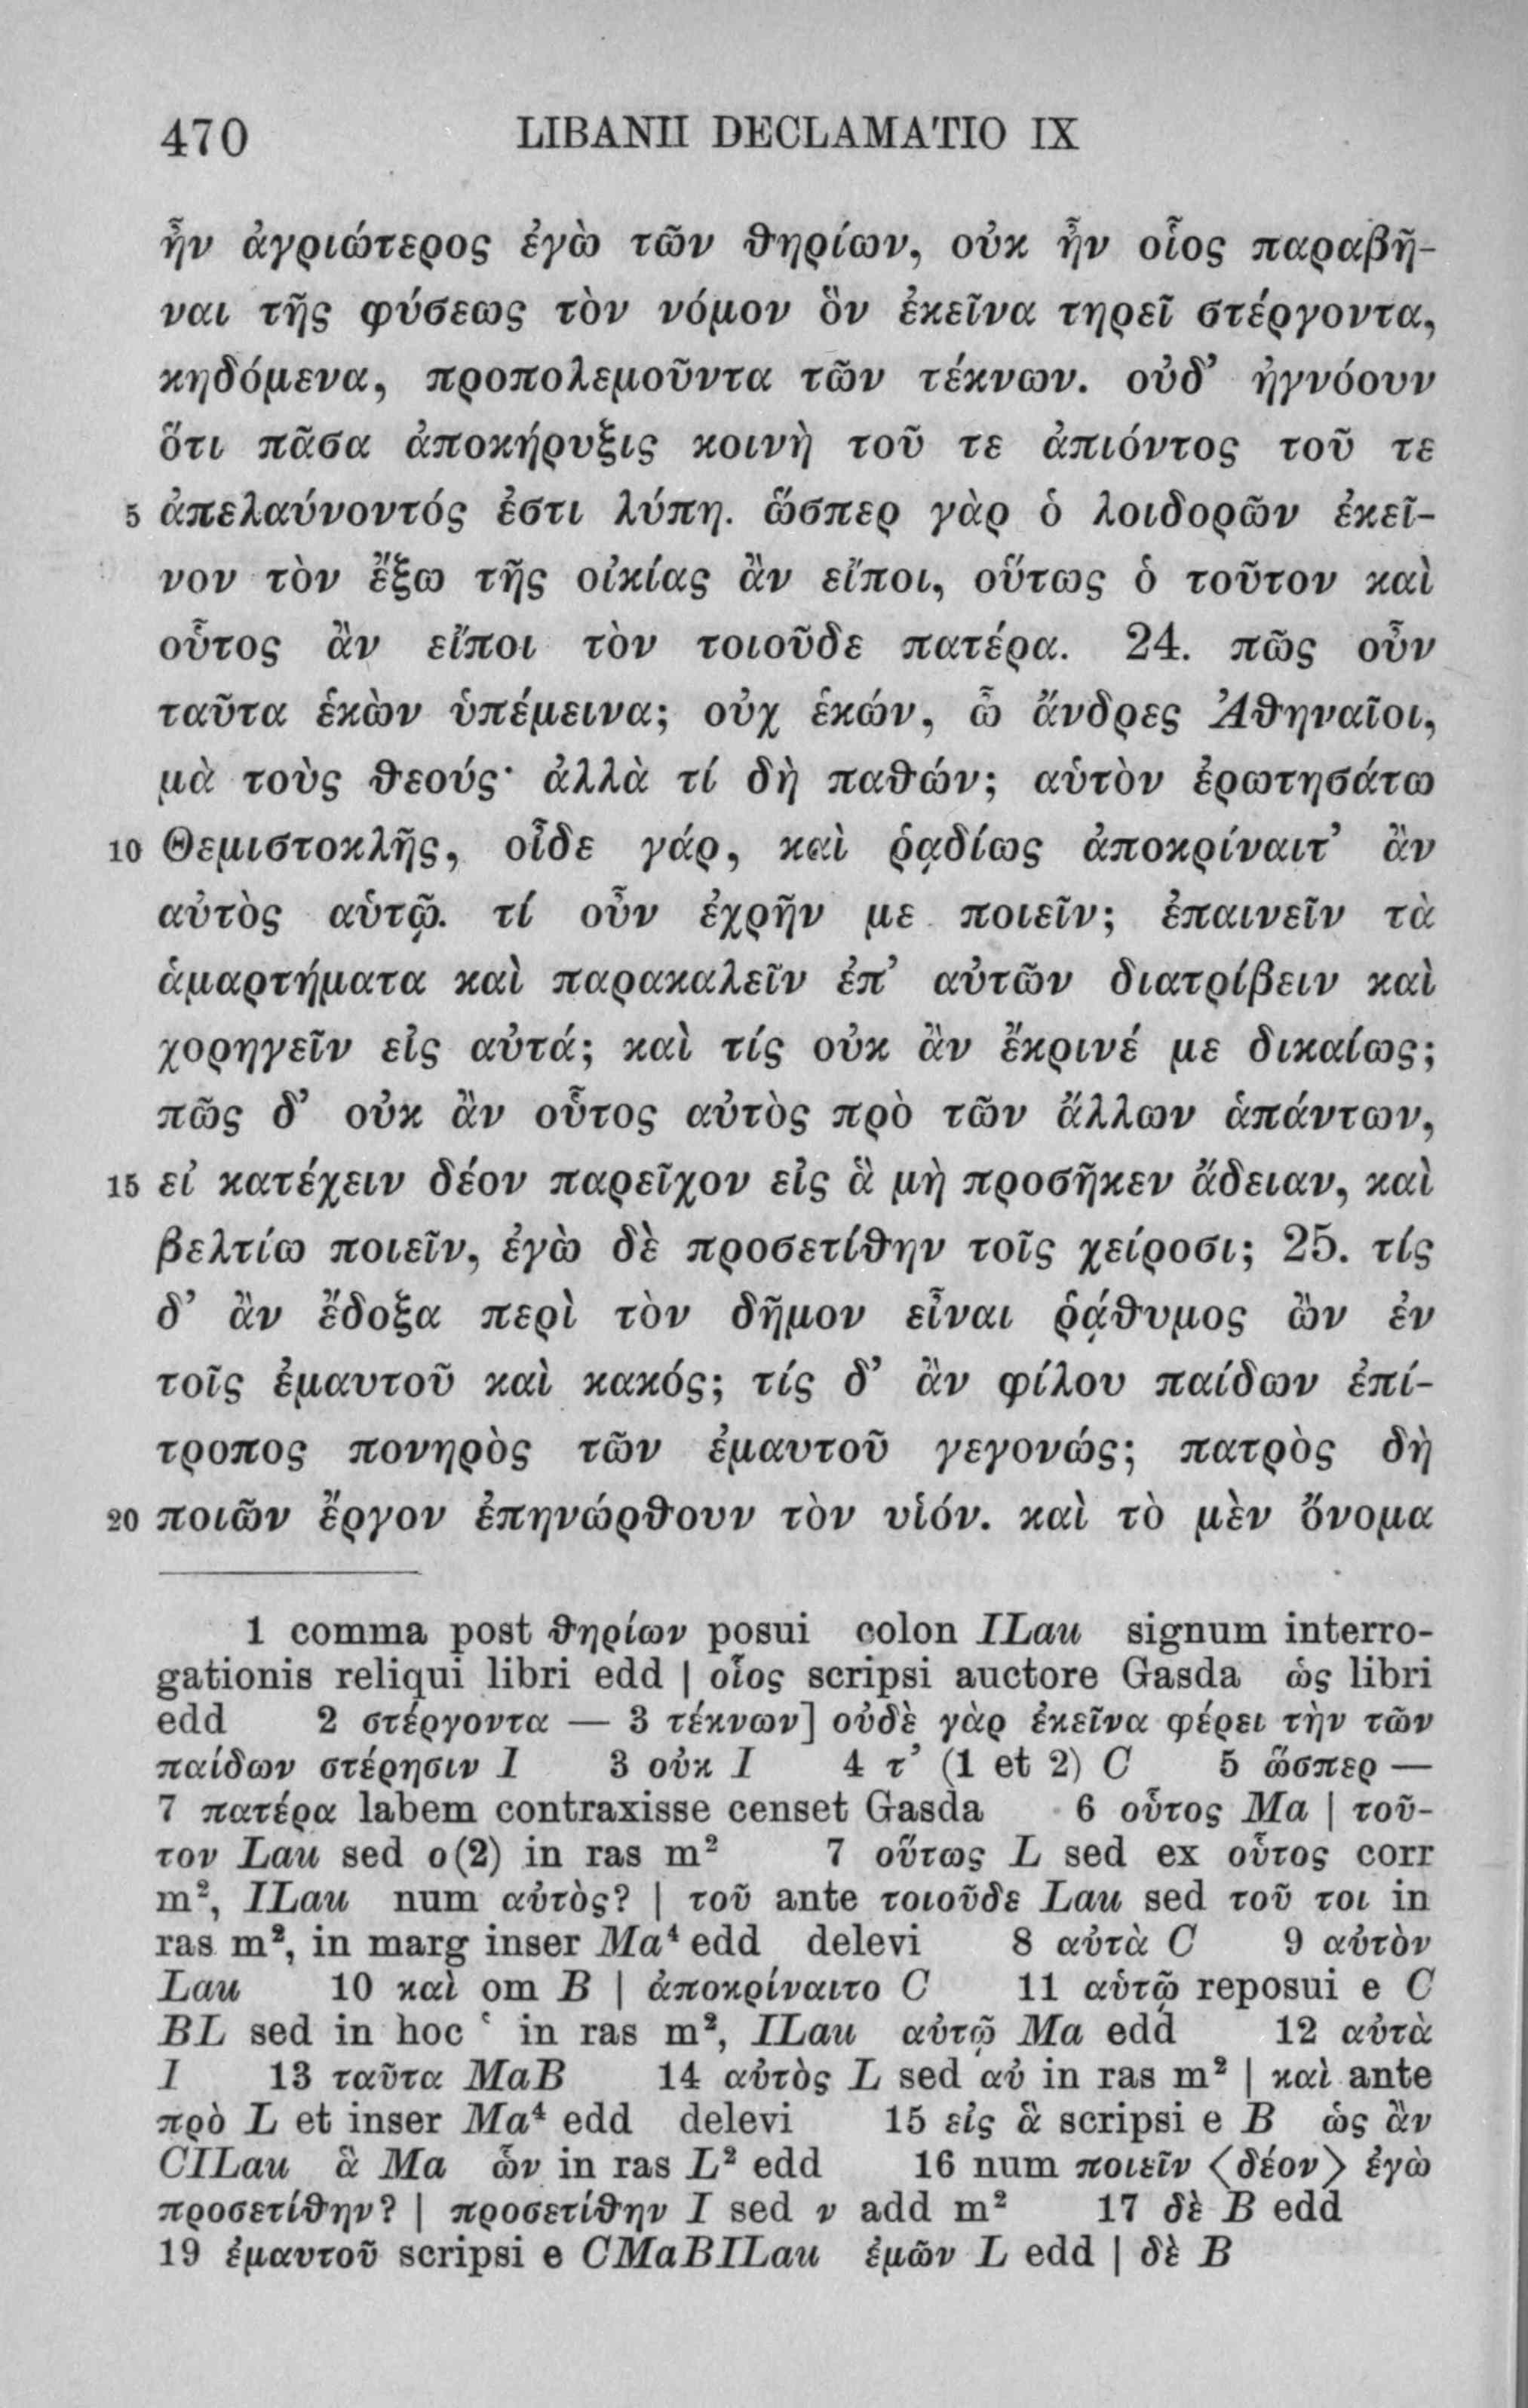 470 LIBANII DECLAMATIO IX
ἦν ἀγριώτερος ἐγὼ τῶν θηρίων, οὐκ ἦν οἷος παραβῆ-
ναι τῆς φύσεως τὸν νόμον ὃν ἐκεῖνα τηρεῖ στέργοντα,
κηδόμενα, προπολεμοῦντα τῶν τέκνων. οὐδ’ ἠγνόουν
ὅτι πᾶσα ἀποκήρυξις κοινὴ τοῦ τε ἀπιόντος τοῦ τε
5 ἀπελαύνοντός ἐστι λύπη. ὥσπερ γὰρ ὁ λοιδορῶν ἐκεῖ-
νον τὸν ἔξω τῆς οἰκίας ἂν εἴποι, οὕτως ὁ τοῦτον καὶ
οὗτος ἂν εἴποι τὸν τοιοῦδε πατέρα. 24. πῶς οὖν
ταῦτα ἑκὼν ὑπέμεινα; οὐχ ἑκών, ὦ ἄνδρες Ἀθηναῖοι,
μὰ τοὺς θεούς· ἀλλὰ τί δὴ παθών; αὑτὸν ἐρωτησάτω
10 Θεμιστοκλῆς, οἶδε γάρ, καὶ ῥᾳδίως ἀποκρίναιτ’ ἂν
αὐτὸς αὑτῷ. τί οὖν ἐχρῆν με ποιεῖν; ἐπαινεῖν τὰ
ἁμαρτήματα καὶ παρακαλεῖν ἐπ’ αὐτῶν διατρίβειν καὶ
χορηγεῖν εἰς αὐτά; καὶ τίς οὐκ ἂν ἔκρινέ με δικαίως;
πῶς δ’ οὐκ ἂν οὗτος αὐτὸς πρὸ τῶν ἄλλων ἁπάντων,
15 εἰ κατέχειν δέον παρεῖχον εἰς ἃ μὴ προσῆκεν ἄδειαν, καὶ
βελτίω ποιεῖν, ἐγὼ δὲ προσετίθην τοῖς χείροσι; 25. τίς
δ’ ἂν ἔδοξα περὶ τὸν δῆμον εἶναι ῥᾴθυμος ὢν ἐν
τοῖς ἐμαυτοῦ καὶ κακός; τίς δ’ ἂν φίλου παίδων ἐπί-
τροπος πονηρὸς τῶν ἐμαυτοῦ γεγονώς; πατρὸς δὴ
20 ποιῶν ἔργον ἐπηνώρθουν τὸν υἱόν. καὶ τὸ μὲν ὄνομα
1 comma post θηρίων posui colon ILau signum interro-
gationis reliqui libri edd | οἷος scripsi auctore Gasda ὡς libri
edd 2 στέργοντα — 3 τέκνων] οὐδὲ γὰρ ἐκεῖνα φέρει τὴν τῶν
παίδων στέρησιν I 3 οὐκ I 4 τ’ (1 et 2) C 5 ὥσπερ —
7 πατέρα labem contraxisse censet Gasda 6 οὗτος Ma | τοῦ-
τον Lau sed ο(2) in ras m² 7 οὕτως L sed ex οὗτος corr
m², ILau num αὐτὸς? | τοῦ ante τοιοῦδε Lau sed τοῦ τοι in
ras m², in marg inser Ma⁴ edd delevi 8 αὐτὰ C 9 αὐτὸν
Lau 10 καὶ om B | ἀποκρίναιτο C 11 αὑτῷ reposui e C
BL sed in hoc ʽ in ras m², ILau αὐτῷ Ma edd 12 αὐτὰ
I 13 ταῦτα MaB 14 αὐτὸς L sed αὐ in ras m² | καὶ ante
πρὸ L et inser Ma⁴ edd delevi 15 εἰς ἃ scripsi e B ὡς ἂν
CILau ἃ Ma ὧν in ras L² edd 16 num ποιεῖν ⟨δέον⟩ ἐγὼ
προσετίθην? | προσετίθην I sed ν add m² 17 δὲ B edd
19 ἐμαυτοῦ scripsi e CMaBILau ἐμῶν L edd | δὲ B